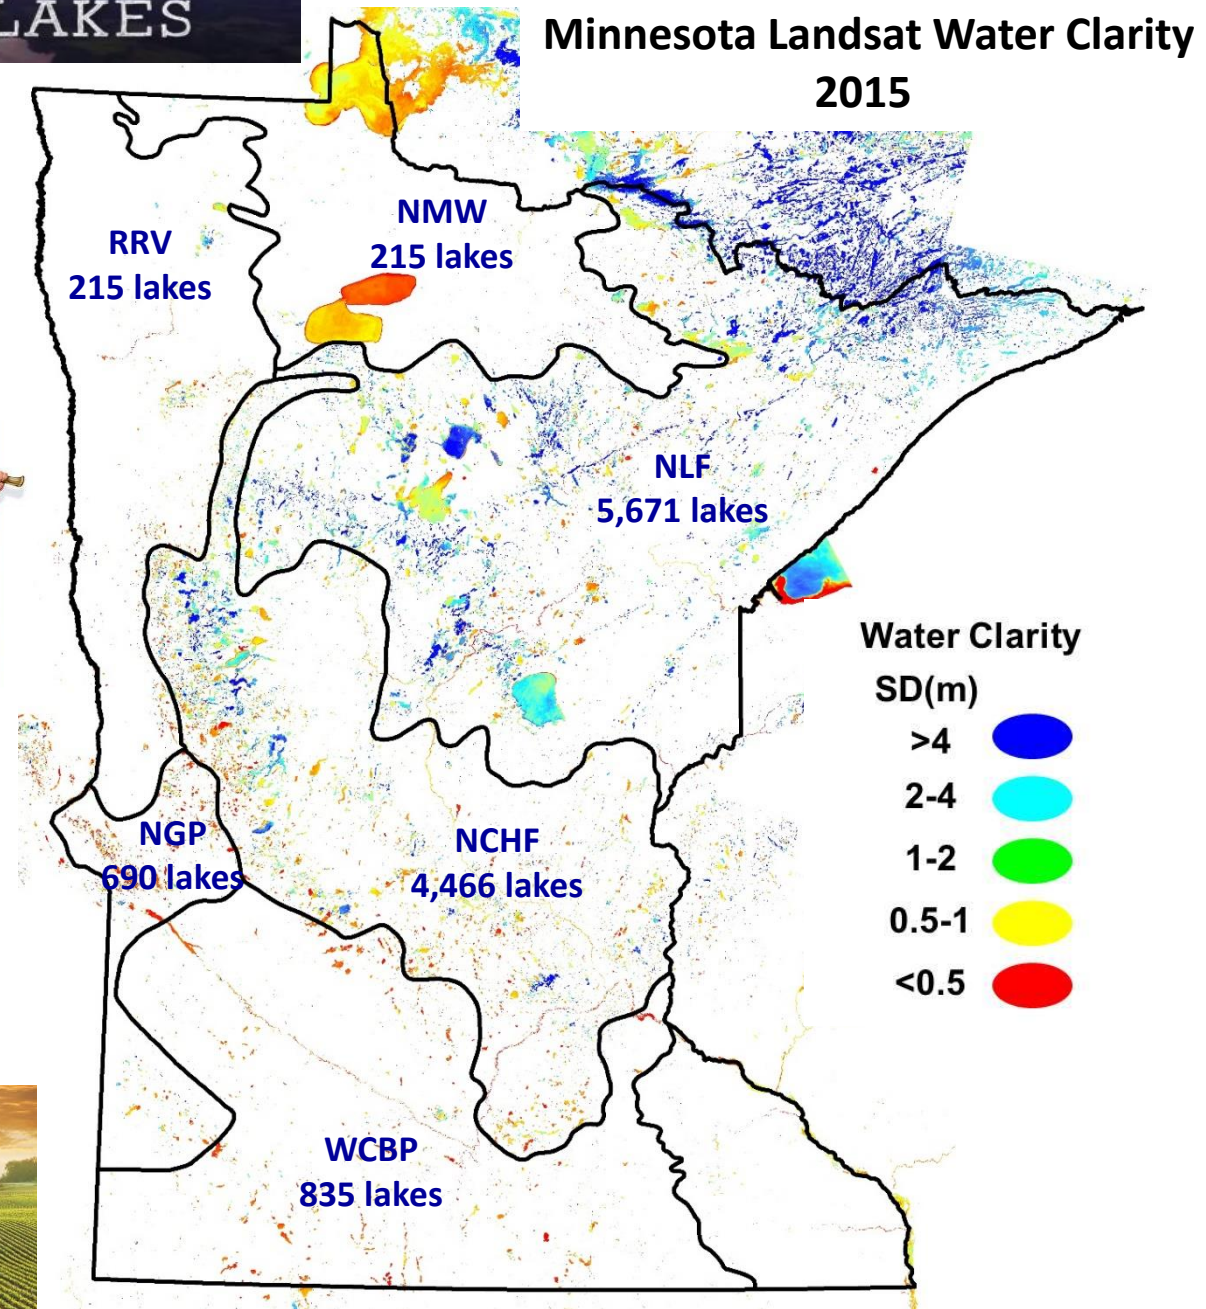 LAKES
Minnesota Landsat Water Clarity
2015
NMW
215 lakes
RRV
215 lakes
NLF
5,671 lakes
Water Clarity
SD(m)
>4
2-4
1-2
0.5-1
<0.5
NGP
690 lakes
NCHF
4,466 lakes
WCBP
835 lakes